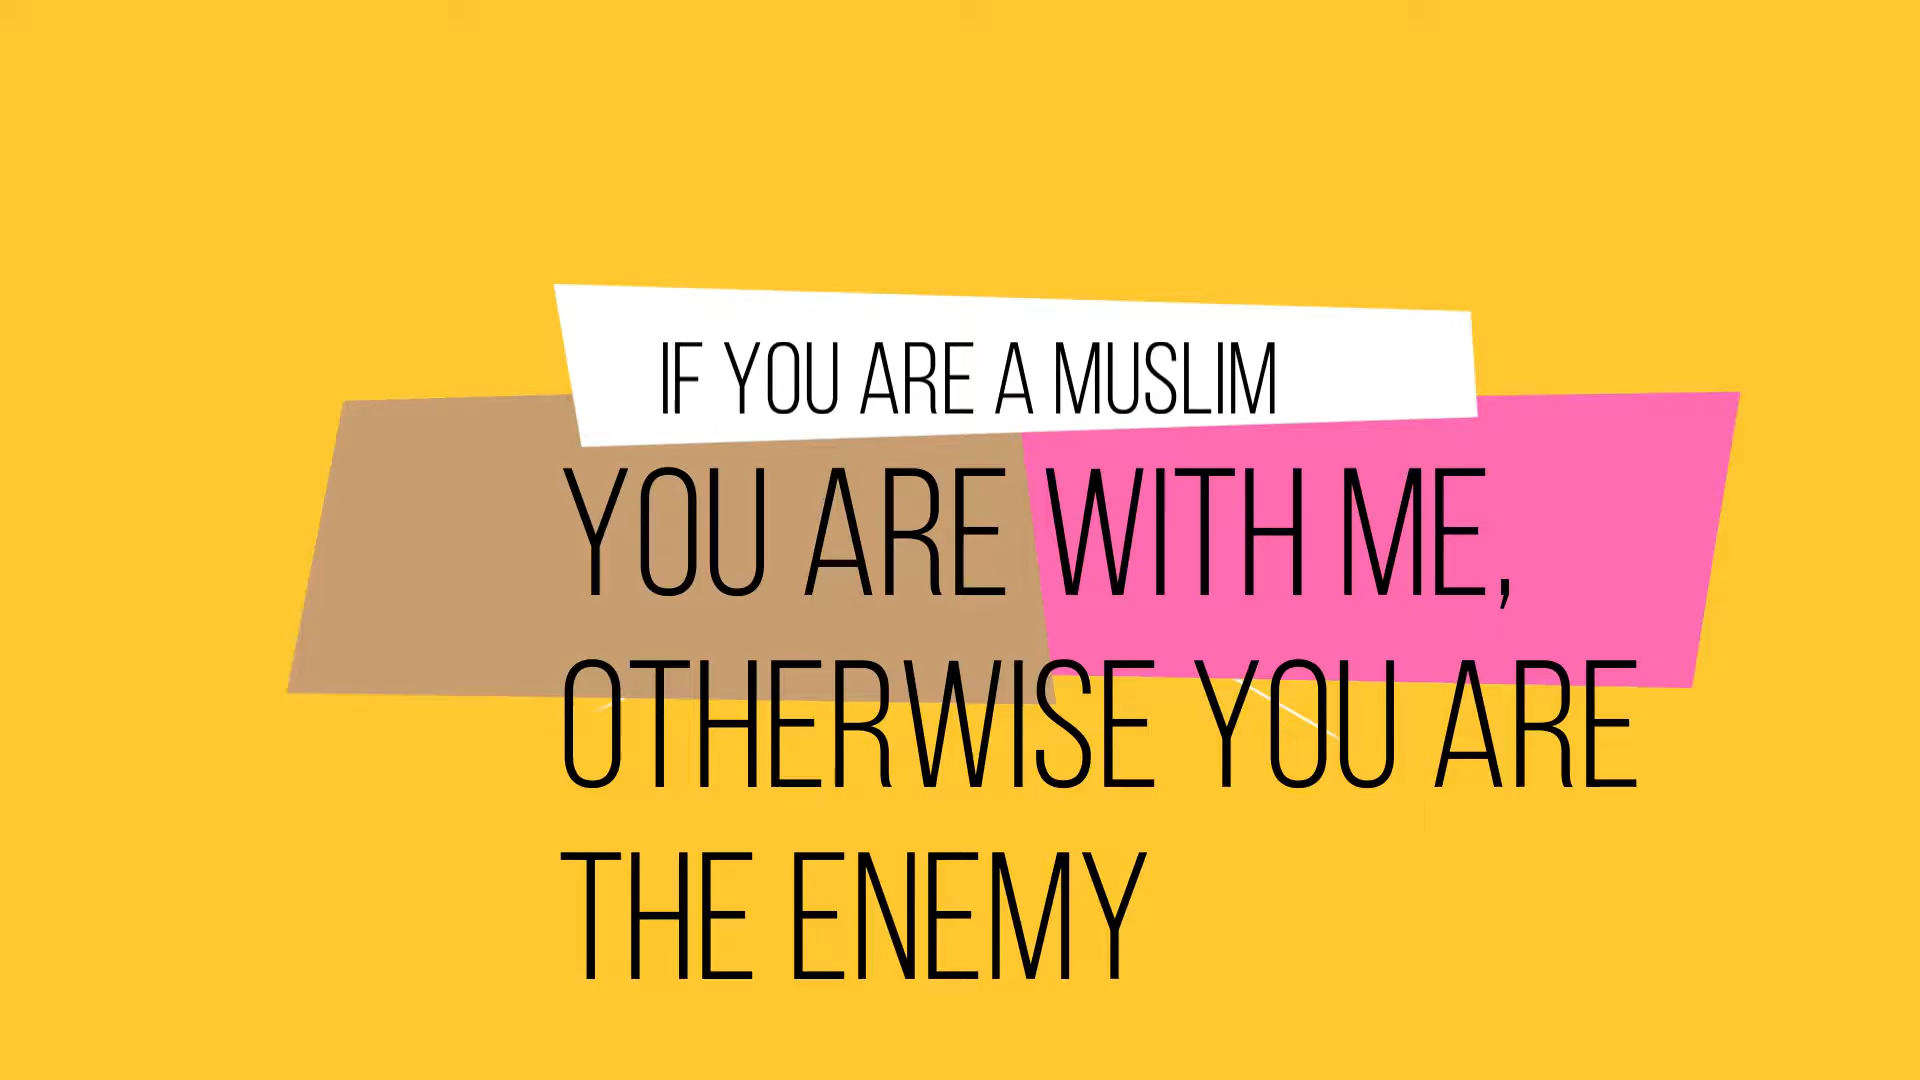 IF YOU ARE A MUSLIM
YOU ARE WITH ME,
OTHERWISE YOU ARE
THE ENEMY